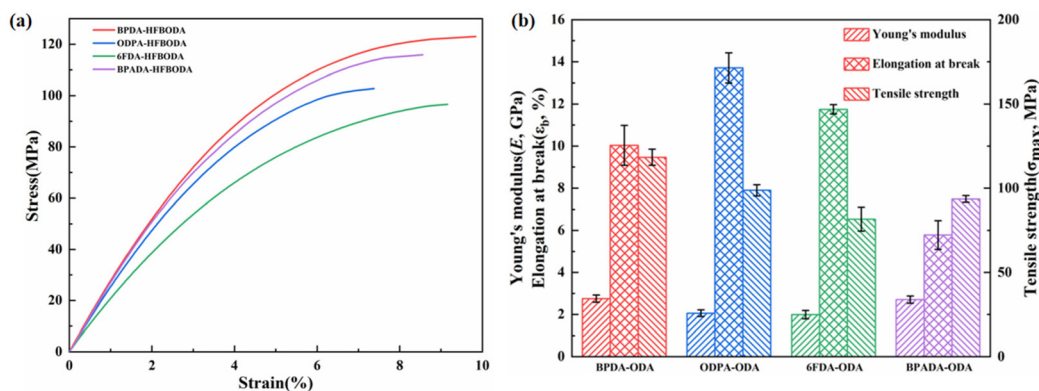 (a)
BPDA-HFBODA
ODPA-HFBODA
6FDA-HFBODA
BPADA-HFBODA
Stress(MPa)
120
100
80
60
40
20
0
0 2 4 6 8 10
Strain(%)
(b)
Young's modulus(E, GPa)
Elongation at break(εb, %)
16
14
12
10
8
6
4
2
0
Young's modulus
Elongation at break
Tensile strength
200
150
100
50
0
Tensile strength(σmax, MPa)
BPDA-ODA ODPA-ODA 6FDA-ODA BPADA-ODA